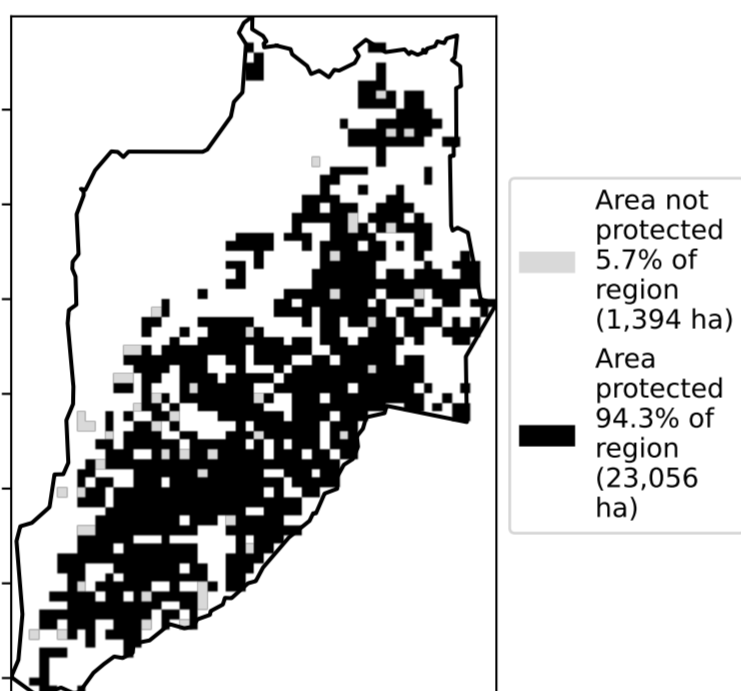 Area not
protected
5.7% of
region
(1,394 ha)
Area
protected
94.3% of
region
(23,056
ha)